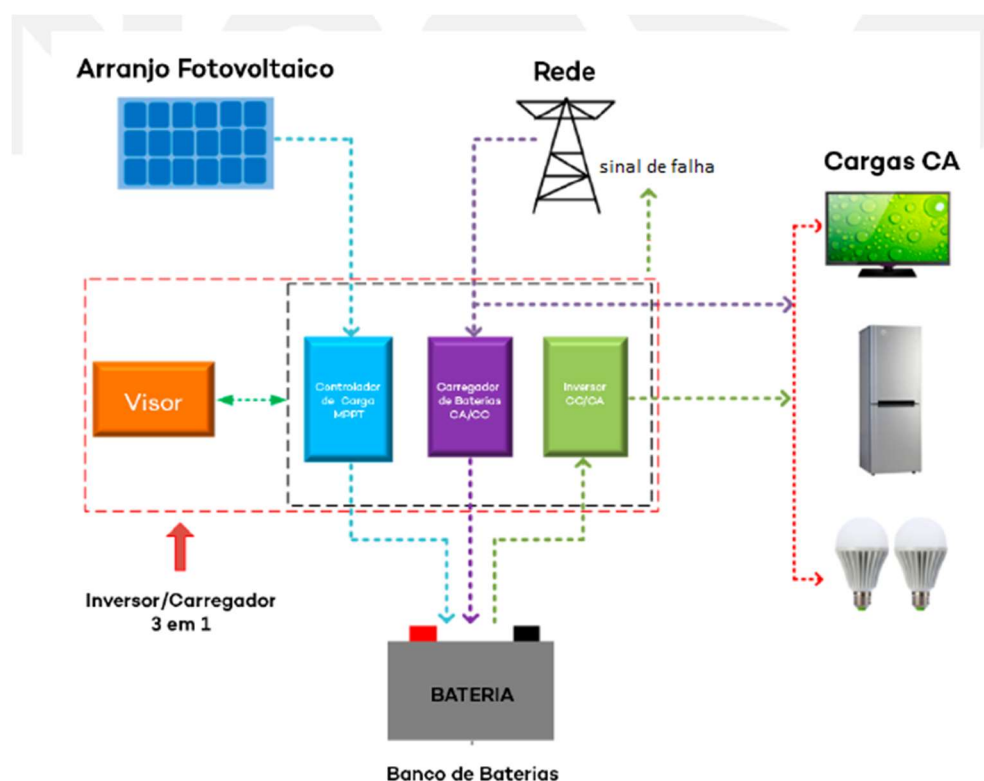 Arranjo Fotovoltaico
Rede
sinal de falha
Cargas CA
Visor
Controlador
de Carga
MPPT
Carregador
de Baterias
CA/CC
Inversor
CC/CA
Inversor/Carregador
3 em 1
BATERIA
Banco de Baterias